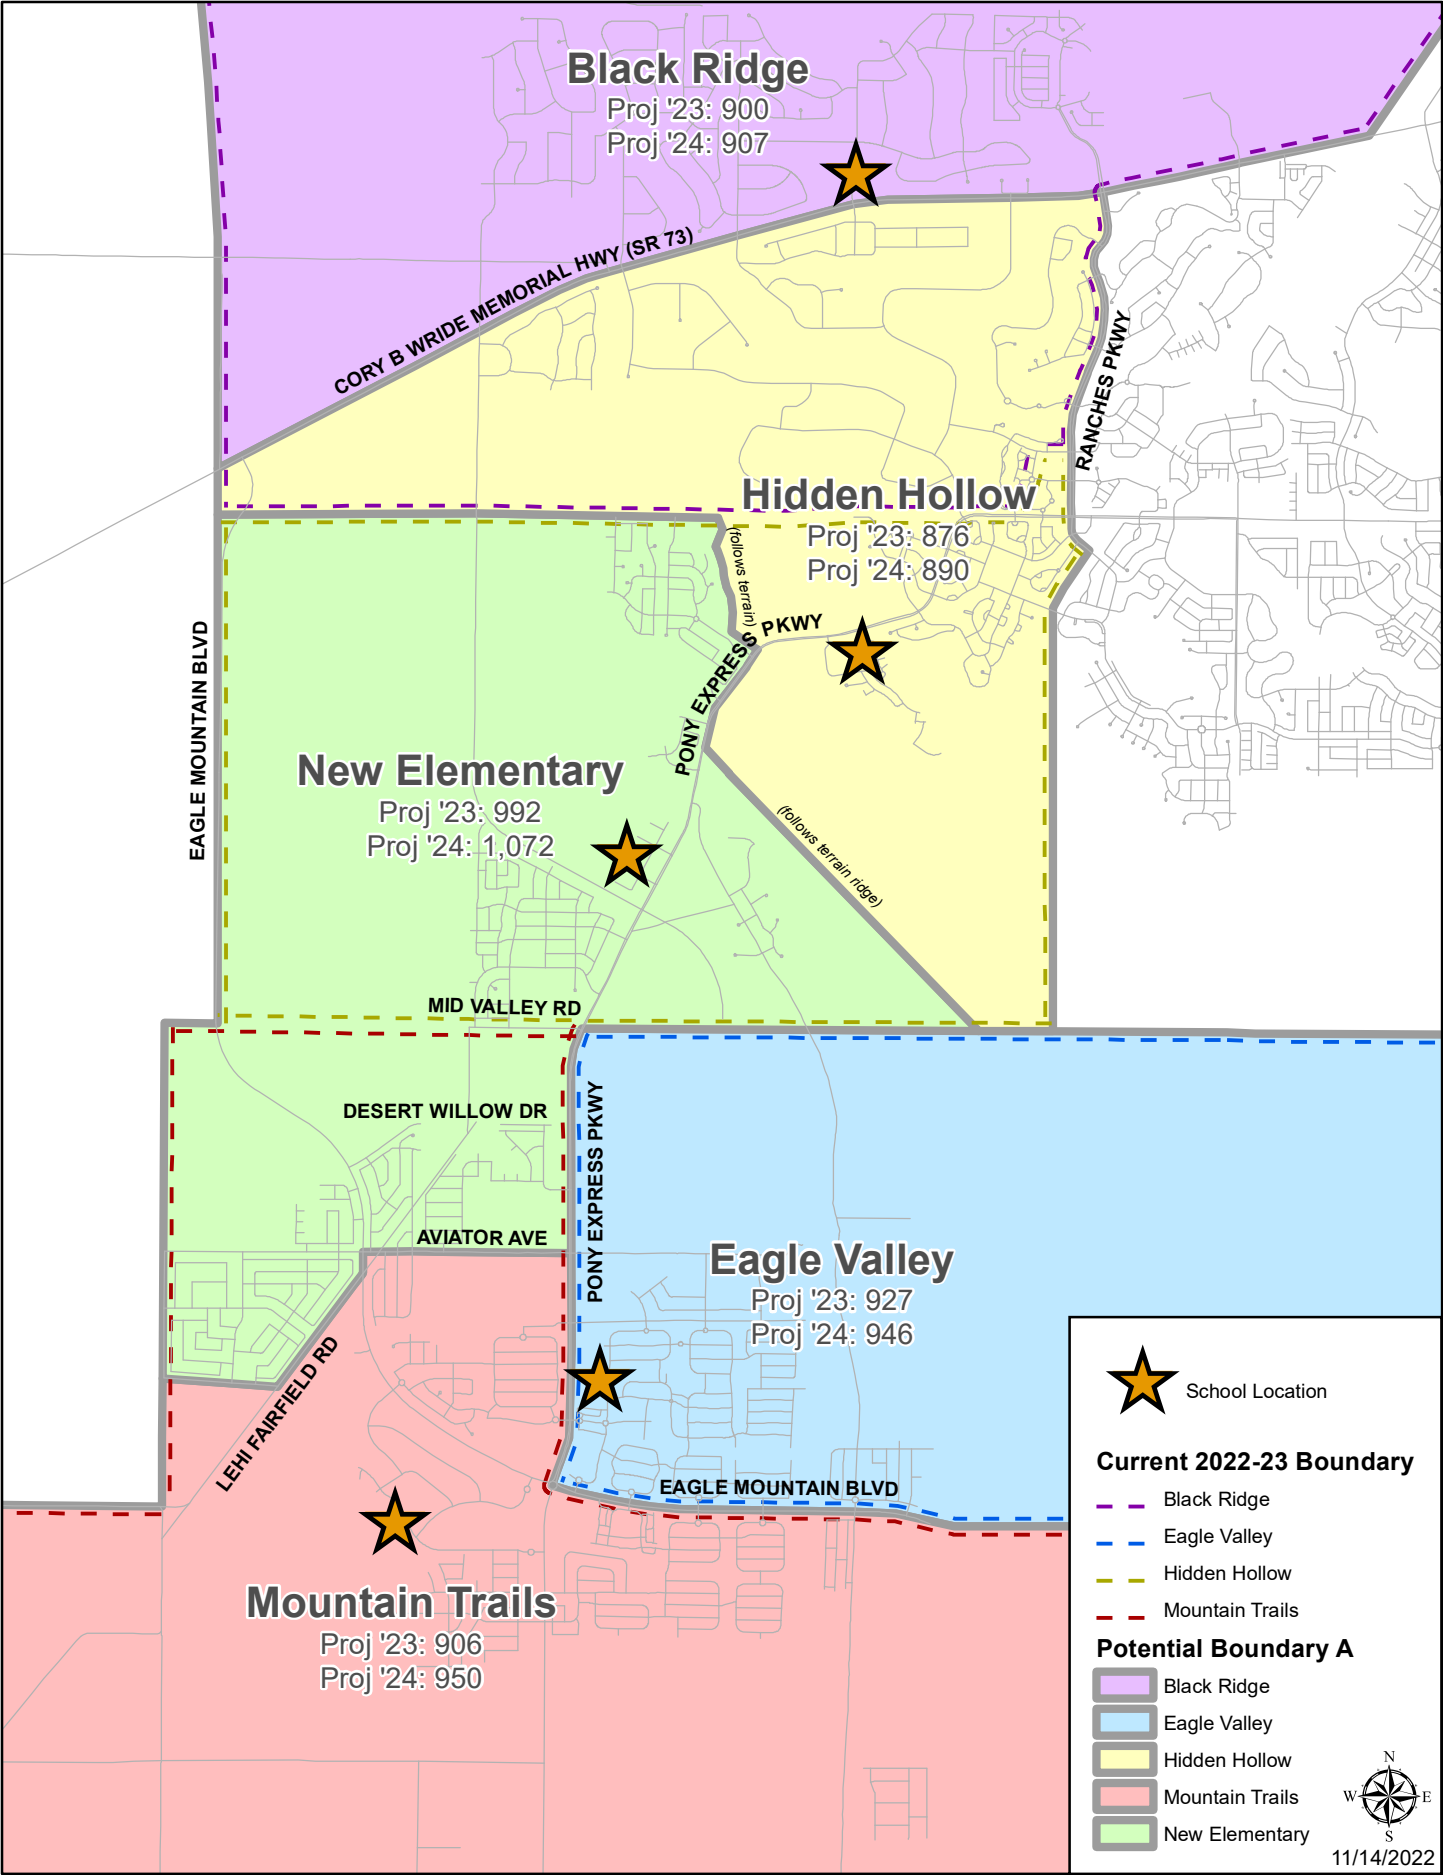 Black Ridge
Proj '23: 900
Proj '24: 907
CORY B WRIDE MEMORIAL HWY (SR 73)
RANCHES PKWY
Hidden Hollow
Proj '23: 876
Proj '24: 890
(follows terrain)
PONY EXPRESS PKWY
EAGLE MOUNTAIN BLVD
New Elementary
Proj '23: 992
Proj '24: 1,072
(follows terrain ridge)
MID VALLEY RD
DESERT WILLOW DR
PONY EXPRESS PKWY
AVIATOR AVE
Eagle Valley
Proj '23: 927
Proj '24: 946
LEHI FAIRFIELD RD
EAGLE MOUNTAIN BLVD
Mountain Trails
Proj '23: 906
Proj '24: 950
School Location
Current 2022-23 Boundary
Black Ridge
Eagle Valley
Hidden Hollow
Mountain Trails
Potential Boundary A
Black Ridge
Eagle Valley
Hidden Hollow
Mountain Trails
New Elementary
N
W E
S
11/14/2022